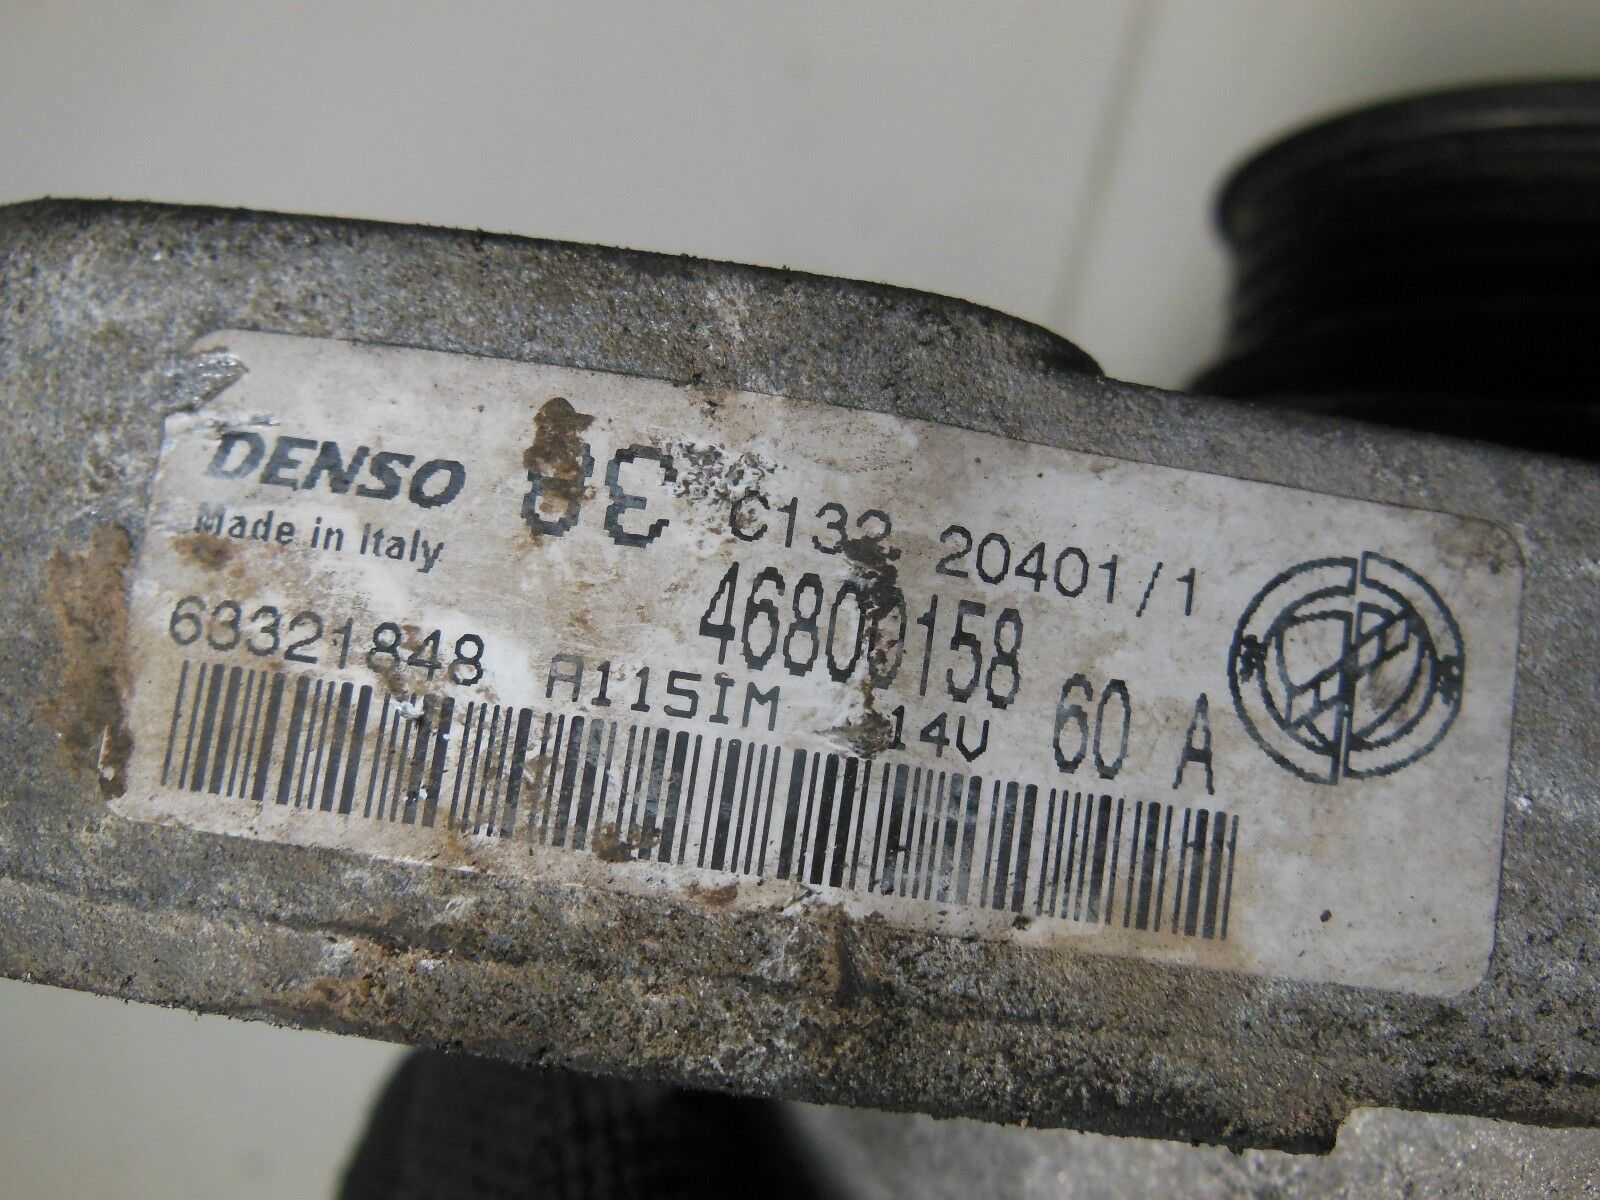 DENSO
Made in Italy
C132 20401/1
46800158
63321848 A115IM 14V 60 A